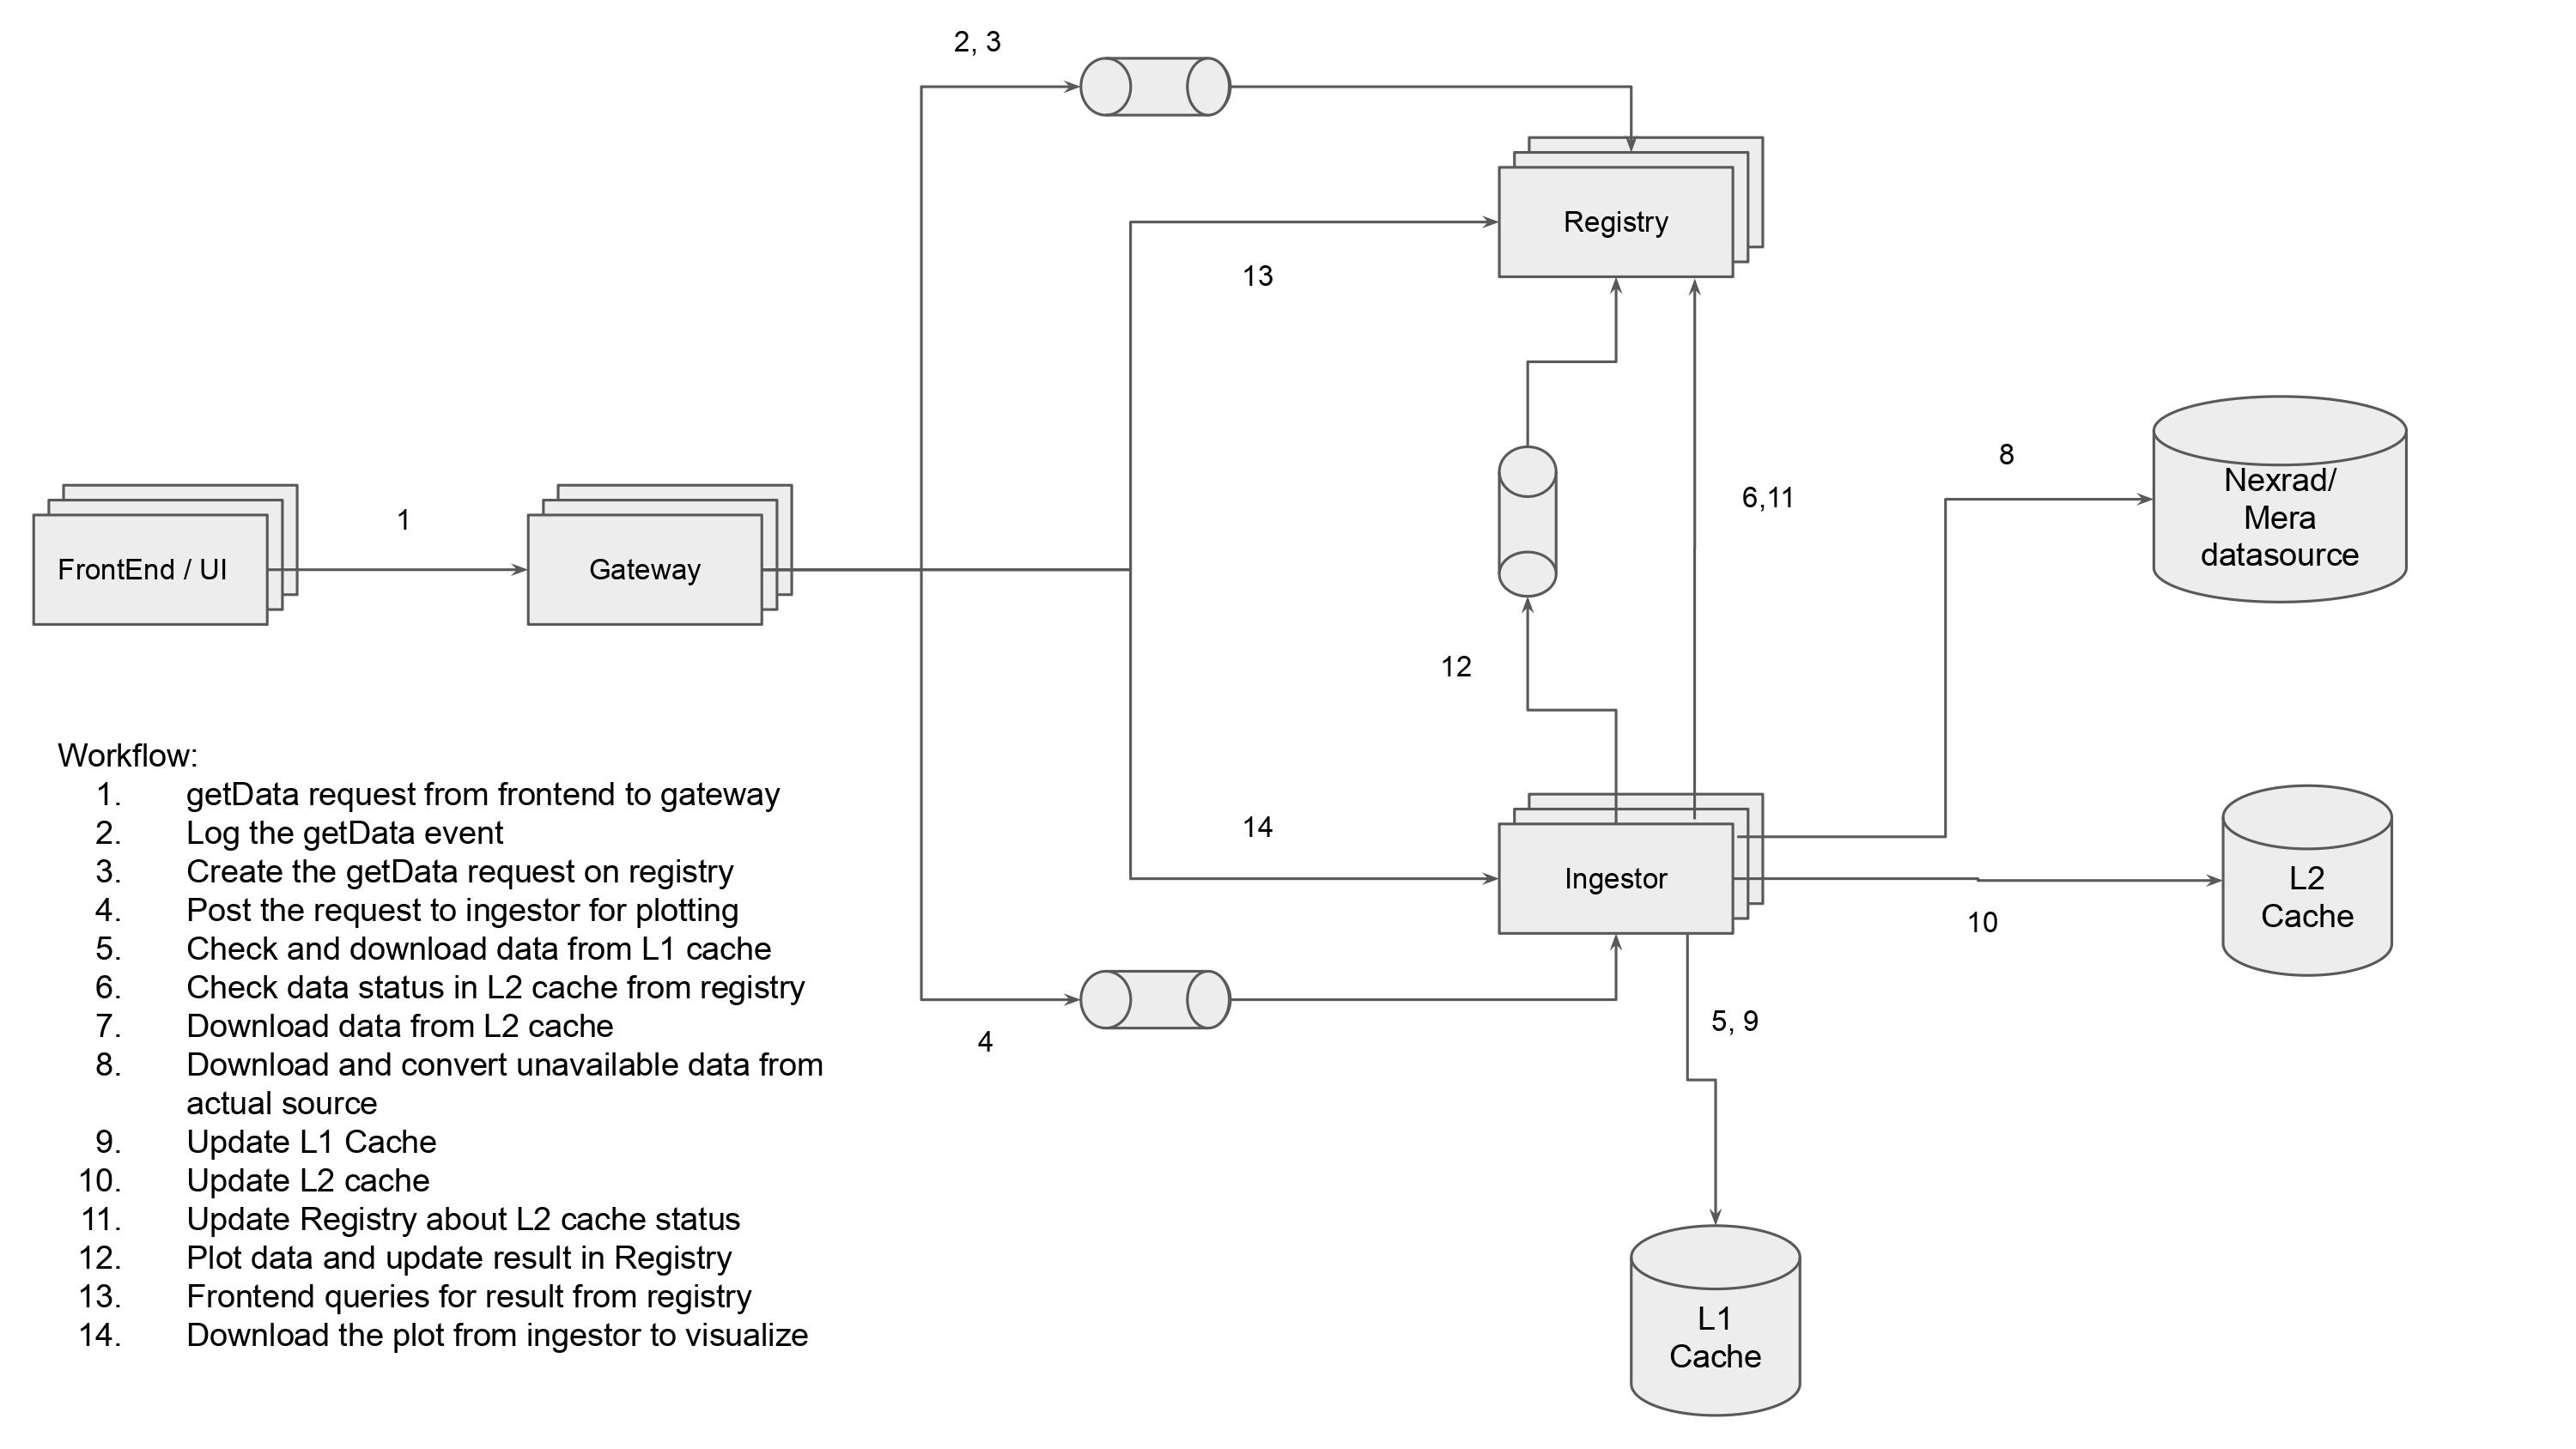 2, 3
Registry
13
FrontEnd / UI
1
Gateway
6,11
8
Nexrad/
Mera
datasource
12
14
Ingestor
10
L2
Cache
4
5, 9
L1
Cache
Workflow:
1. getData request from frontend to gateway
2. Log the getData event
3. Create the getData request on registry
4. Post the request to ingestor for plotting
5. Check and download data from L1 cache
6. Check data status in L2 cache from registry
7. Download data from L2 cache
8. Download and convert unavailable data from
actual source
9. Update L1 Cache
10. Update L2 cache
11. Update Registry about L2 cache status
12. Plot data and update result in Registry
13. Frontend queries for result from registry
14. Download the plot from ingestor to visualize